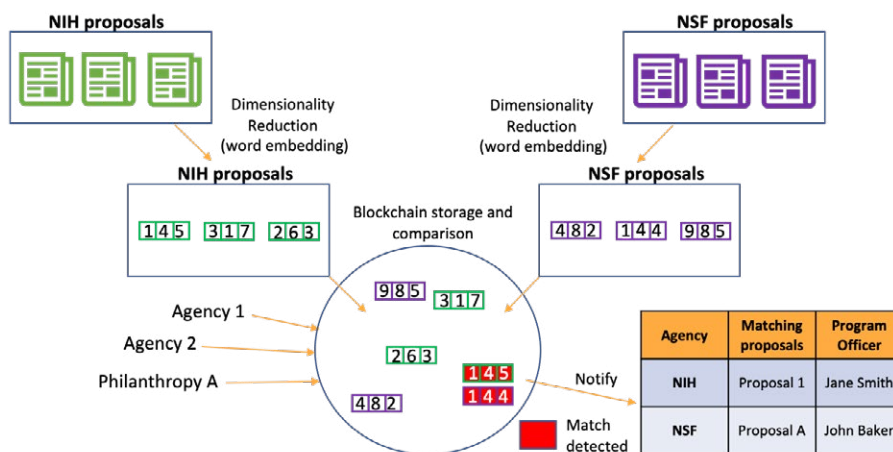 NIH proposals
NSF proposals
Dimensionality
Reduction
(word embedding)
Dimensionality
Reduction
(word embedding)
NIH proposals
NSF proposals
1 4 5
3 1 7
2 6 3
4 8 2
1 4 4
9 8 5
Blockchain storage and
comparison
9 8 5
3 1 7
2 6 3
1 4 5
1 4 4
4 8 2
Agency 1
Agency 2
Philanthropy A
Notify
Match
detected
Agency
Matching
proposals
Program
Officer
NIH
Proposal 1
Jane Smith
NSF
Proposal A
John Baker